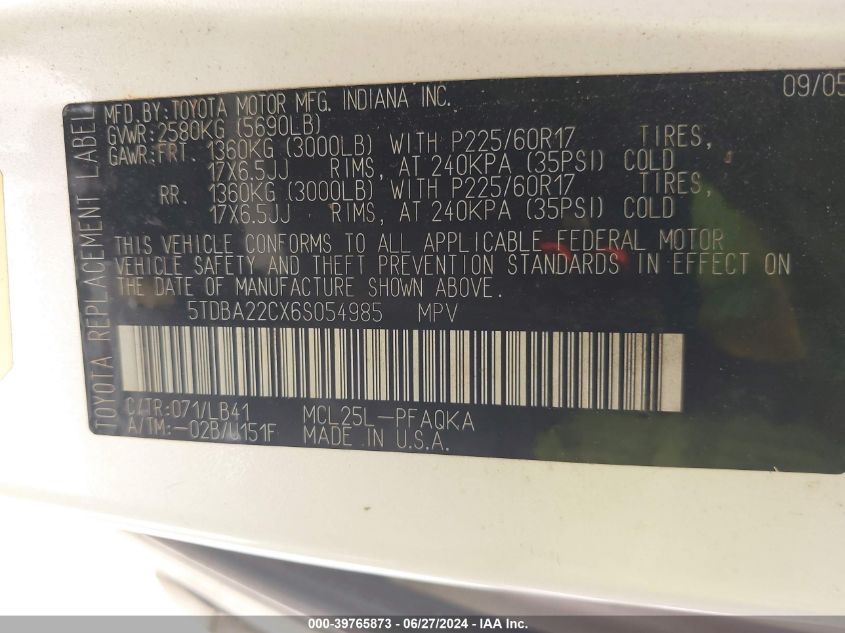 09/05
MFD.BY:TOYOTA MOTOR MFG. INDIANA INC.
GVWR:2580KG (5690LB)
GAWR:FRT. 1360KG (3000LB) WITH P225/60R17 TIRES,
17X6.5JJ RIMS, AT 240KPA (35PSI) COLD
RR. 1360KG (3000LB) WITH P225/60R17 TIRES,
17X6.5JJ RIMS, AT 240KPA (35PSI) COLD
THIS VEHICLE CONFORMS TO ALL APPLICABLE FEDERAL MOTOR
VEHICLE SAFETY AND THEFT PREVENTION STANDARDS IN EFFECT ON
THE DATE OF MANUFACTURE SHOWN ABOVE.
5TDBA22CX6S054985 MPV
C/TR:071/LB41 MCL25L-PFAQKA
A/TM:-02B/U151F MADE IN U.S.A.
TOYOTA REPLACEMENT LABEL
000-39765873 - 06/27/2024 - IAA Inc.